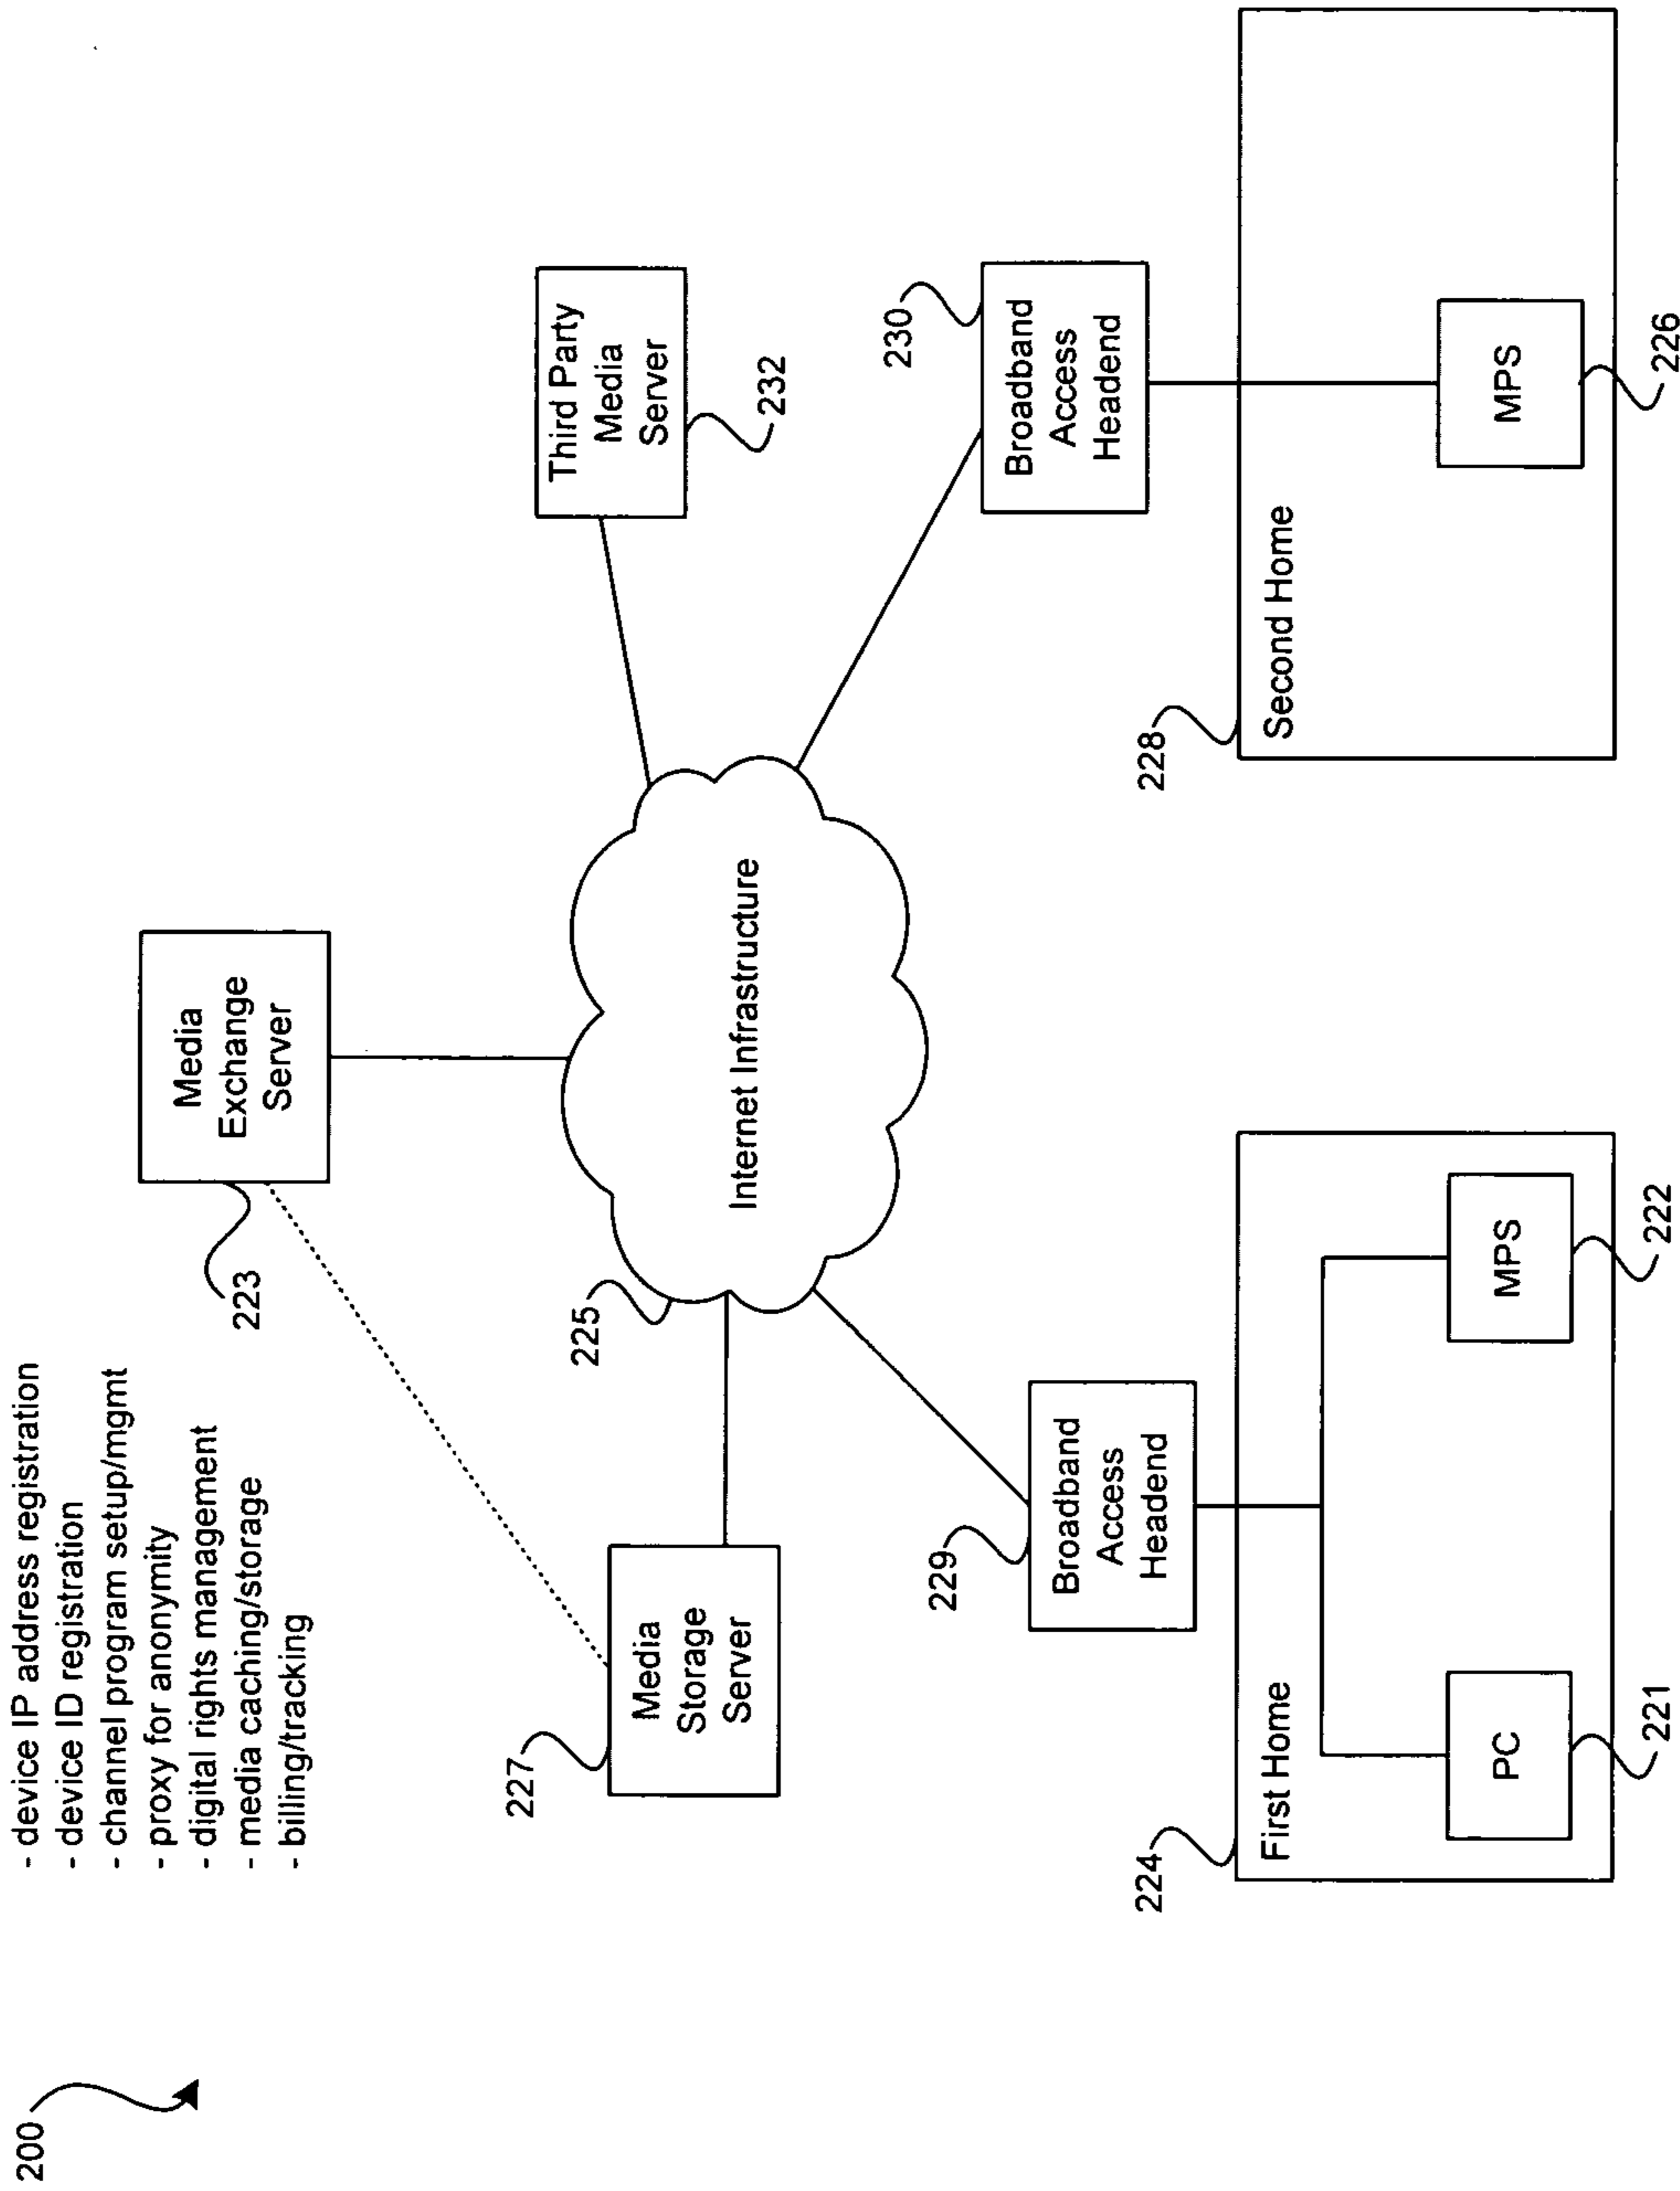 200
- device IP address registration
- device ID registration
- channel program setup/mgmt
- proxy for anonymity
- digital rights management
- media caching/storage
- billing/tracking
Media
Exchange
Server
223
Third Party
Media
Server
232
Media
Storage
Server
227
225
Internet Infrastructure
229
Broadband
Access
Headend
230
Broadband
Access
Headend
224
First Home
PC
221
MPS
222
228
Second Home
MPS
226